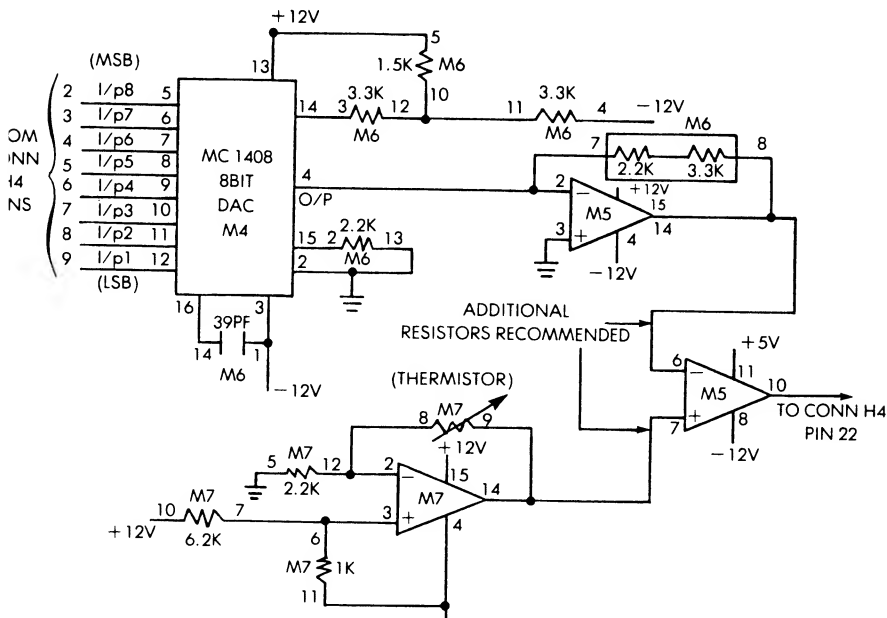 +12V
(MSB)
13
5
1.5K M6
10
2 I/p8 5
3 I/p7 6
4 I/p6 7
5 I/p5 8
6 I/p4 9
7 I/p3 10
8 I/p2 11
9 I/p1 12
(LSB)
OM
NN
H4
NS
MC 1408
8BIT
DAC
M4
14 3 3.3K 12
M6
11 3.3K 4 -12V
M6
M6
7 2.2K 3.3K 8
4
O/P
2 − +12V
M5 15
14
3 + 4
-12V
15 2 2.2K 13
M6
2
16 3
39PF
14 1
M6
-12V
ADDITIONAL
RESISTORS RECOMMENDED
+5V
6 − 11
M5 10
7 + 8
-12V
TO CONN H4
PIN 22
(THERMISTOR)
8 M7 9
+12V
5 M7 12
2.2K
2 − 15
M7 14
3 + 4
10 M7 7
+12V 6.2K
6
M7 1K
11